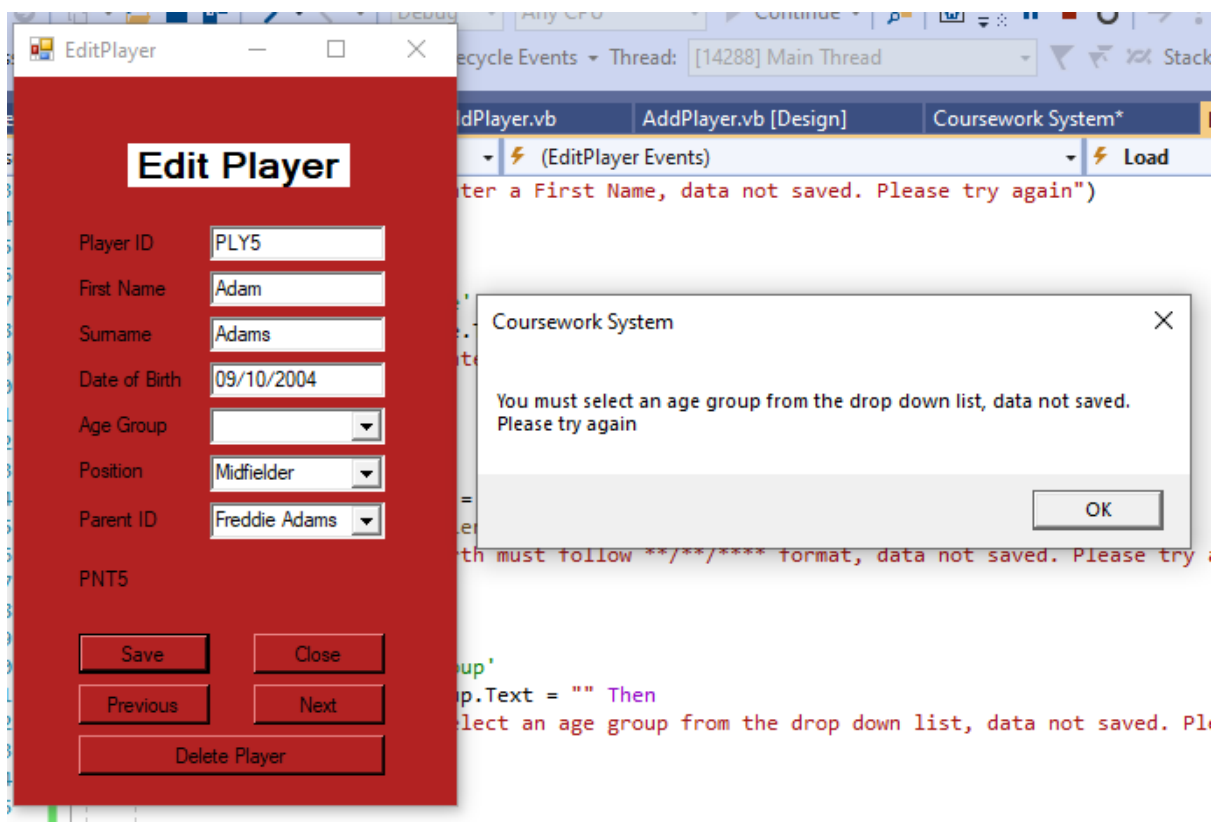 Debug Any CPU Continue
EditPlayer
ecycle Events Thread: [14288] Main Thread Stack
dPlayer.vb AddPlayer.vb [Design] Coursework System*
(EditPlayer Events) Load
Edit Player
ter a First Name, data not saved. Please try again")
Player ID PLY5
First Name Adam
Surname Adams
Date of Birth 09/10/2004
Age Group
Position Midfielder
Parent ID Freddie Adams
PNT5
Save Close
Previous Next
Delete Player
Coursework System
You must select an age group from the drop down list, data not saved.
Please try again
OK
th must follow **/**/**** format, data not saved. Please try
up'
p.Text = "" Then
lect an age group from the drop down list, data not saved. Ple